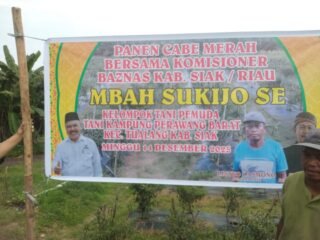 PANEN CABE MERAH
BERSAMA KOMISIONER
BAZNAS KAB. SIAK / RIAU
MBAH SUKIJO SE
KELOMPOK TANI PEMUDA
TANI KAMPUNG PERAWANG BARAT
KEC. TUALANG KAB. SIAK
MINGGU 14 DESEMBER 2025